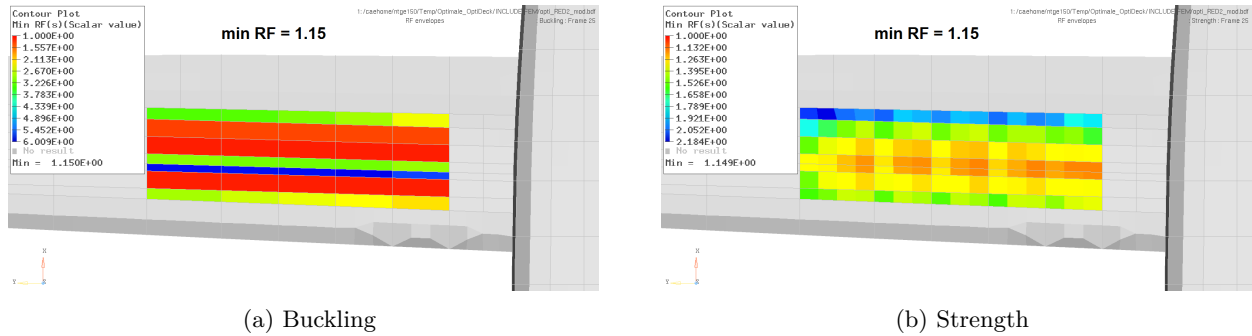 Contour Plot
Min RF(s)(Scalar value)
1.000E+00
1.557E+00
2.113E+00
2.670E+00
3.226E+00
3.783E+00
4.339E+00
4.896E+00
5.452E+00
6.009E+00
No result
Min = 1.150E+00
min RF = 1.15
RF envelopes
Buckling: Frame 25
Y
Z
X
(a) Buckling
Contour Plot
Min RF(s)(Scalar value)
1.000E+00
1.132E+00
1.263E+00
1.395E+00
1.526E+00
1.658E+00
1.789E+00
1.921E+00
2.052E+00
2.184E+00
No result
Min = 1.149E+00
min RF = 1.15
RF envelopes
Strength: Frame 25
Y
X
(b) Strength